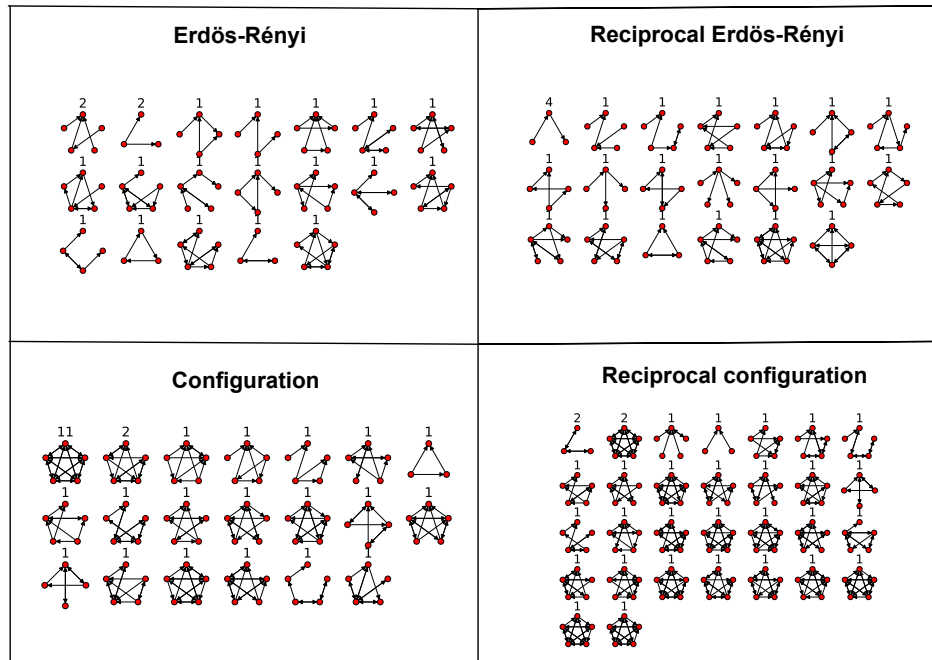 Erdös-Rényi
2 2 1 1 1 1 1
1 1 1 1 1 1 1
1 1 1 1 1
Reciprocal Erdös-Rényi
4 1 1 1 1 1 1
1 1 1 1 1 1 1
1 1 1 1 1 1
Configuration
11 2 1 1 1 1 1
1 1 1 1 1 1 1
1 1 1 1 1 1
Reciprocal configuration
2 2 1 1 1 1 1
1 1 1 1 1 1 1
1 1 1 1 1 1 1
1 1 1 1 1 1 1
1 1